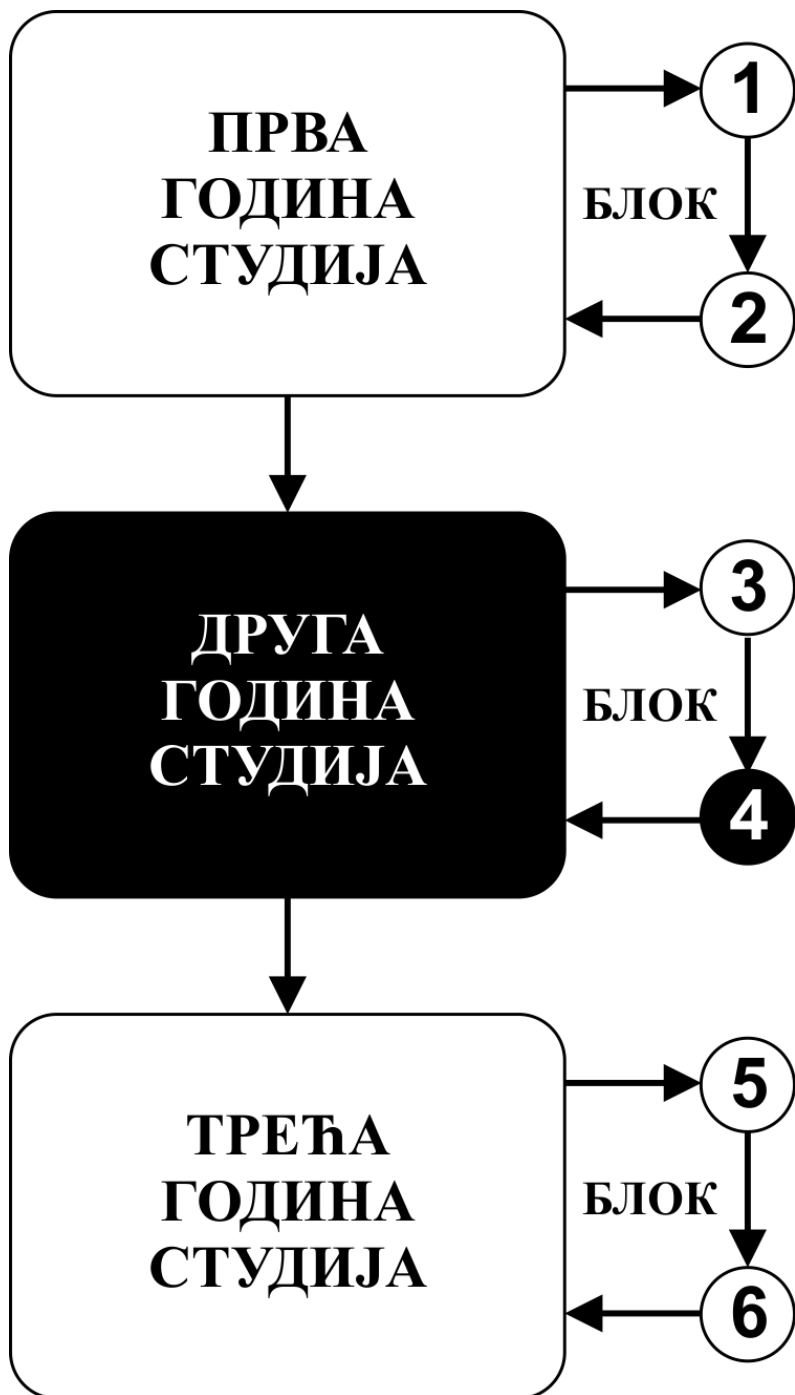 ПРВА
ГОДИНА
СТУДИЈА
1
БЛОК
2
ДРУГА
ГОДИНА
СТУДИЈА
3
БЛОК
4
ТРЕЋА
ГОДИНА
СТУДИЈА
5
БЛОК
6